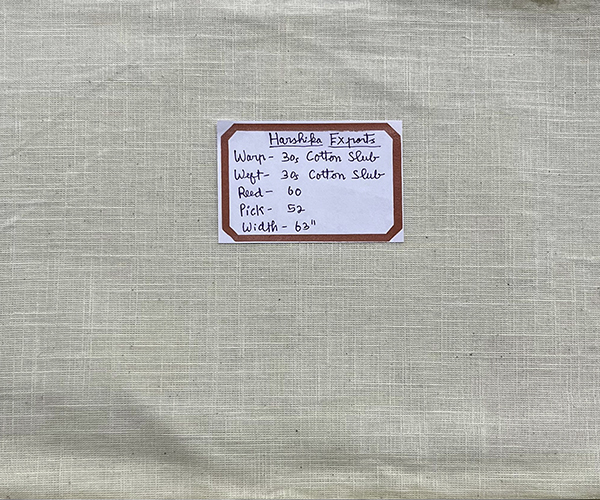 Harshika Exports
Warp - 30s Cotton Slub
Weft - 30s Cotton Slub
Reed - 60
Pick - 52
Width - 63"